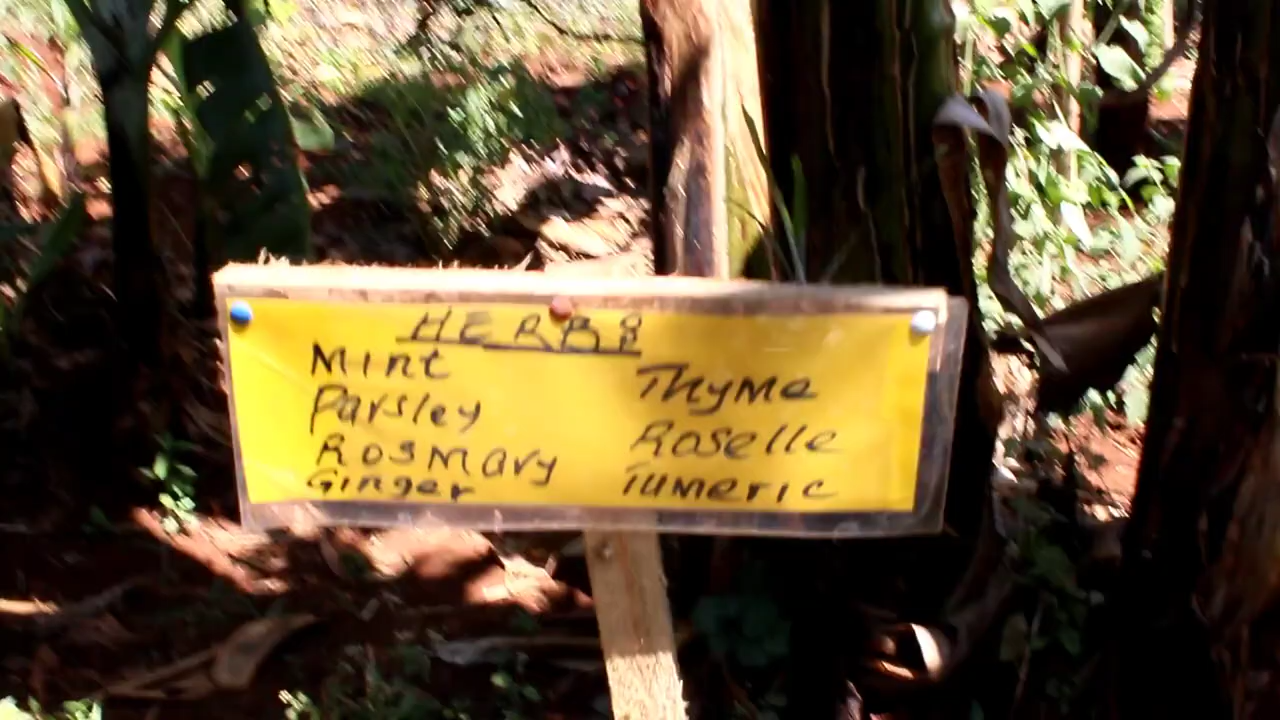 HERBS
Mint
Parsley
Rosmary
Ginger
Thyme
Roselle
Tumeric